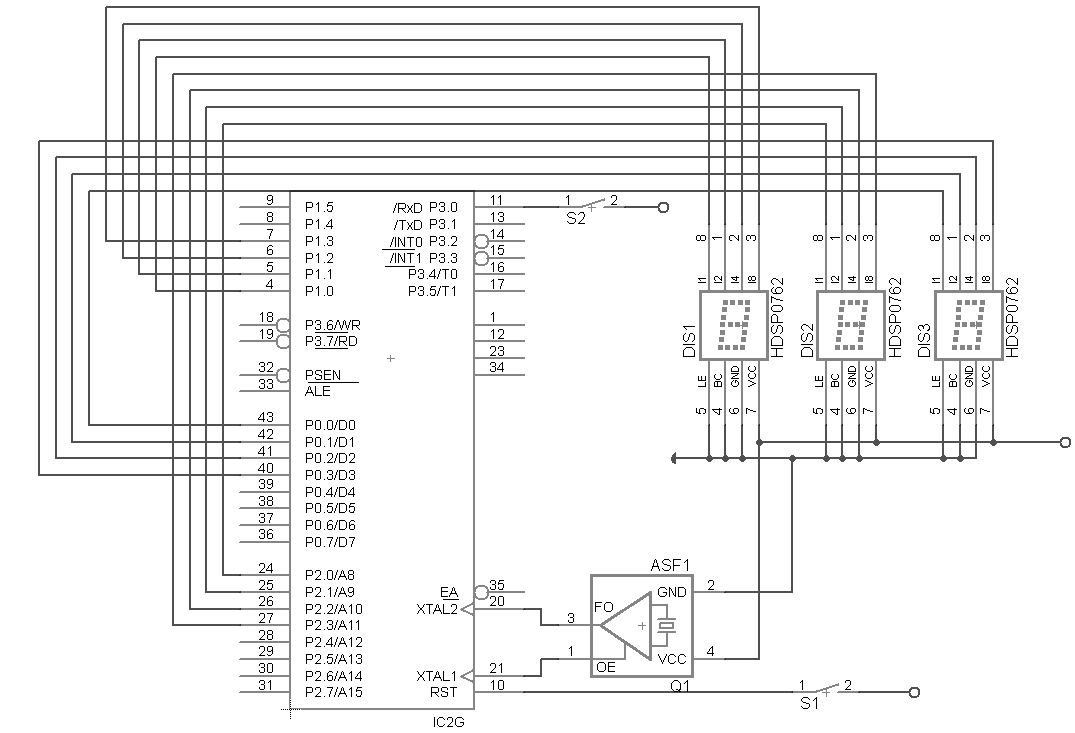 9 P1.5 /RxD P3.0 11 1 2
S2
8 P1.4 /TxD P3.1 13
7 P1.3 /INT0 P3.2 14
6 P1.2 /INT1 P3.3 15
5 P1.1 P3.4/T0 16
4 P1.0 P3.5/T1 17
18 P3.6/WR 1
19 P3.7/RD 12
23
32 PSEN 34
33 ALE
43 P0.0/D0
42 P0.1/D1
41 P0.2/D2
40 P0.3/D3
39 P0.4/D4
38 P0.5/D5
37 P0.6/D6
36 P0.7/D7
24 P2.0/A8
25 P2.1/A9 EA 35
26 P2.2/A10 XTAL2 20
27 P2.3/A11
28 P2.4/A12
29 P2.5/A13
30 P2.6/A14 XTAL1 21
31 P2.7/A15 RST 10
IC2G
8 1 2 3
I1 I2 I4 I8
DIS1 HDSP0762
LE BC GND VCC
5 4 6 7
8 1 2 3
I1 I2 I4 I8
DIS2 HDSP0762
LE BC GND VCC
5 4 6 7
8 1 2 3
I1 I2 I4 I8
DIS3 HDSP0762
LE BC GND VCC
5 4 6 7
ASF1
GND 2
3 FO
1 OE
VCC 4
Q1
1 2
S1